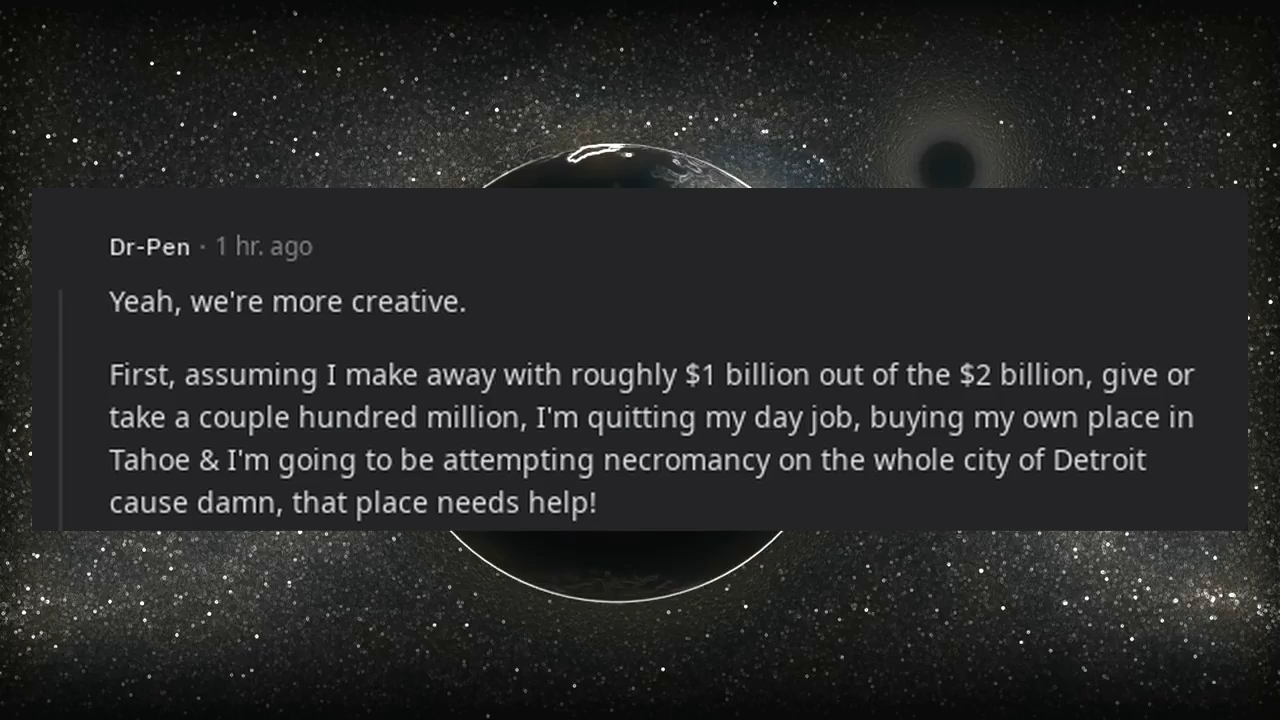 Dr-Pen · 1 hr. ago
Yeah, we're more creative.
First, assuming I make away with roughly $1 billion out of the $2 billion, give or
take a couple hundred million, I'm quitting my day job, buying my own place in
Tahoe & I'm going to be attempting necromancy on the whole city of Detroit
cause damn, that place needs help!